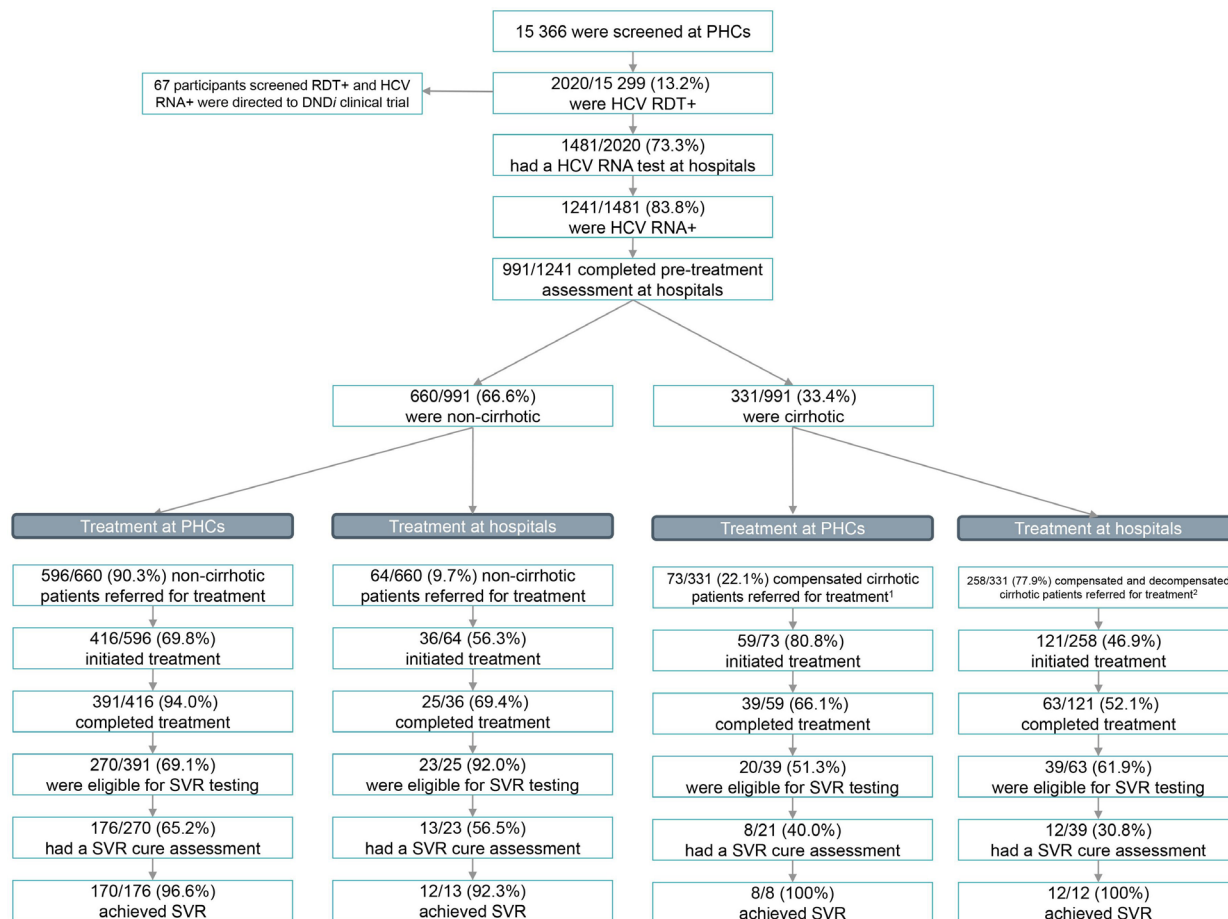 15 366 were screened at PHCs
67 participants screened RDT+ and HCV
RNA+ were directed to DNDi clinical trial
2020/15 299 (13.2%)
were HCV RDT+
1481/2020 (73.3%)
had a HCV RNA test at hospitals
1241/1481 (83.8%)
were HCV RNA+
991/1241 completed pre-treatment
assessment at hospitals
660/991 (66.6%)
were non-cirrhotic
331/991 (33.4%)
were cirrhotic
Treatment at PHCs
596/660 (90.3%) non-cirrhotic
patients referred for treatment
416/596 (69.8%)
initiated treatment
391/416 (94.0%)
completed treatment
270/391 (69.1%)
were eligible for SVR testing
176/270 (65.2%)
had a SVR cure assessment
170/176 (96.6%)
achieved SVR
Treatment at hospitals
64/660 (9.7%) non-cirrhotic
patients referred for treatment
36/64 (56.3%)
initiated treatment
25/36 (69.4%)
completed treatment
23/25 (92.0%)
were eligible for SVR testing
13/23 (56.5%)
had a SVR cure assessment
12/13 (92.3%)
achieved SVR
Treatment at PHCs
73/331 (22.1%) compensated cirrhotic
patients referred for treatment¹
59/73 (80.8%)
initiated treatment
39/59 (66.1%)
completed treatment
20/39 (51.3%)
were eligible for SVR testing
8/21 (40.0%)
had a SVR cure assessment
8/8 (100%)
achieved SVR
Treatment at hospitals
258/331 (77.9%) compensated and decompensated
cirrhotic patients referred for treatment²
121/258 (46.9%)
initiated treatment
63/121 (52.1%)
completed treatment
39/63 (61.9%)
were eligible for SVR testing
12/39 (30.8%)
had a SVR cure assessment
12/12 (100%)
achieved SVR